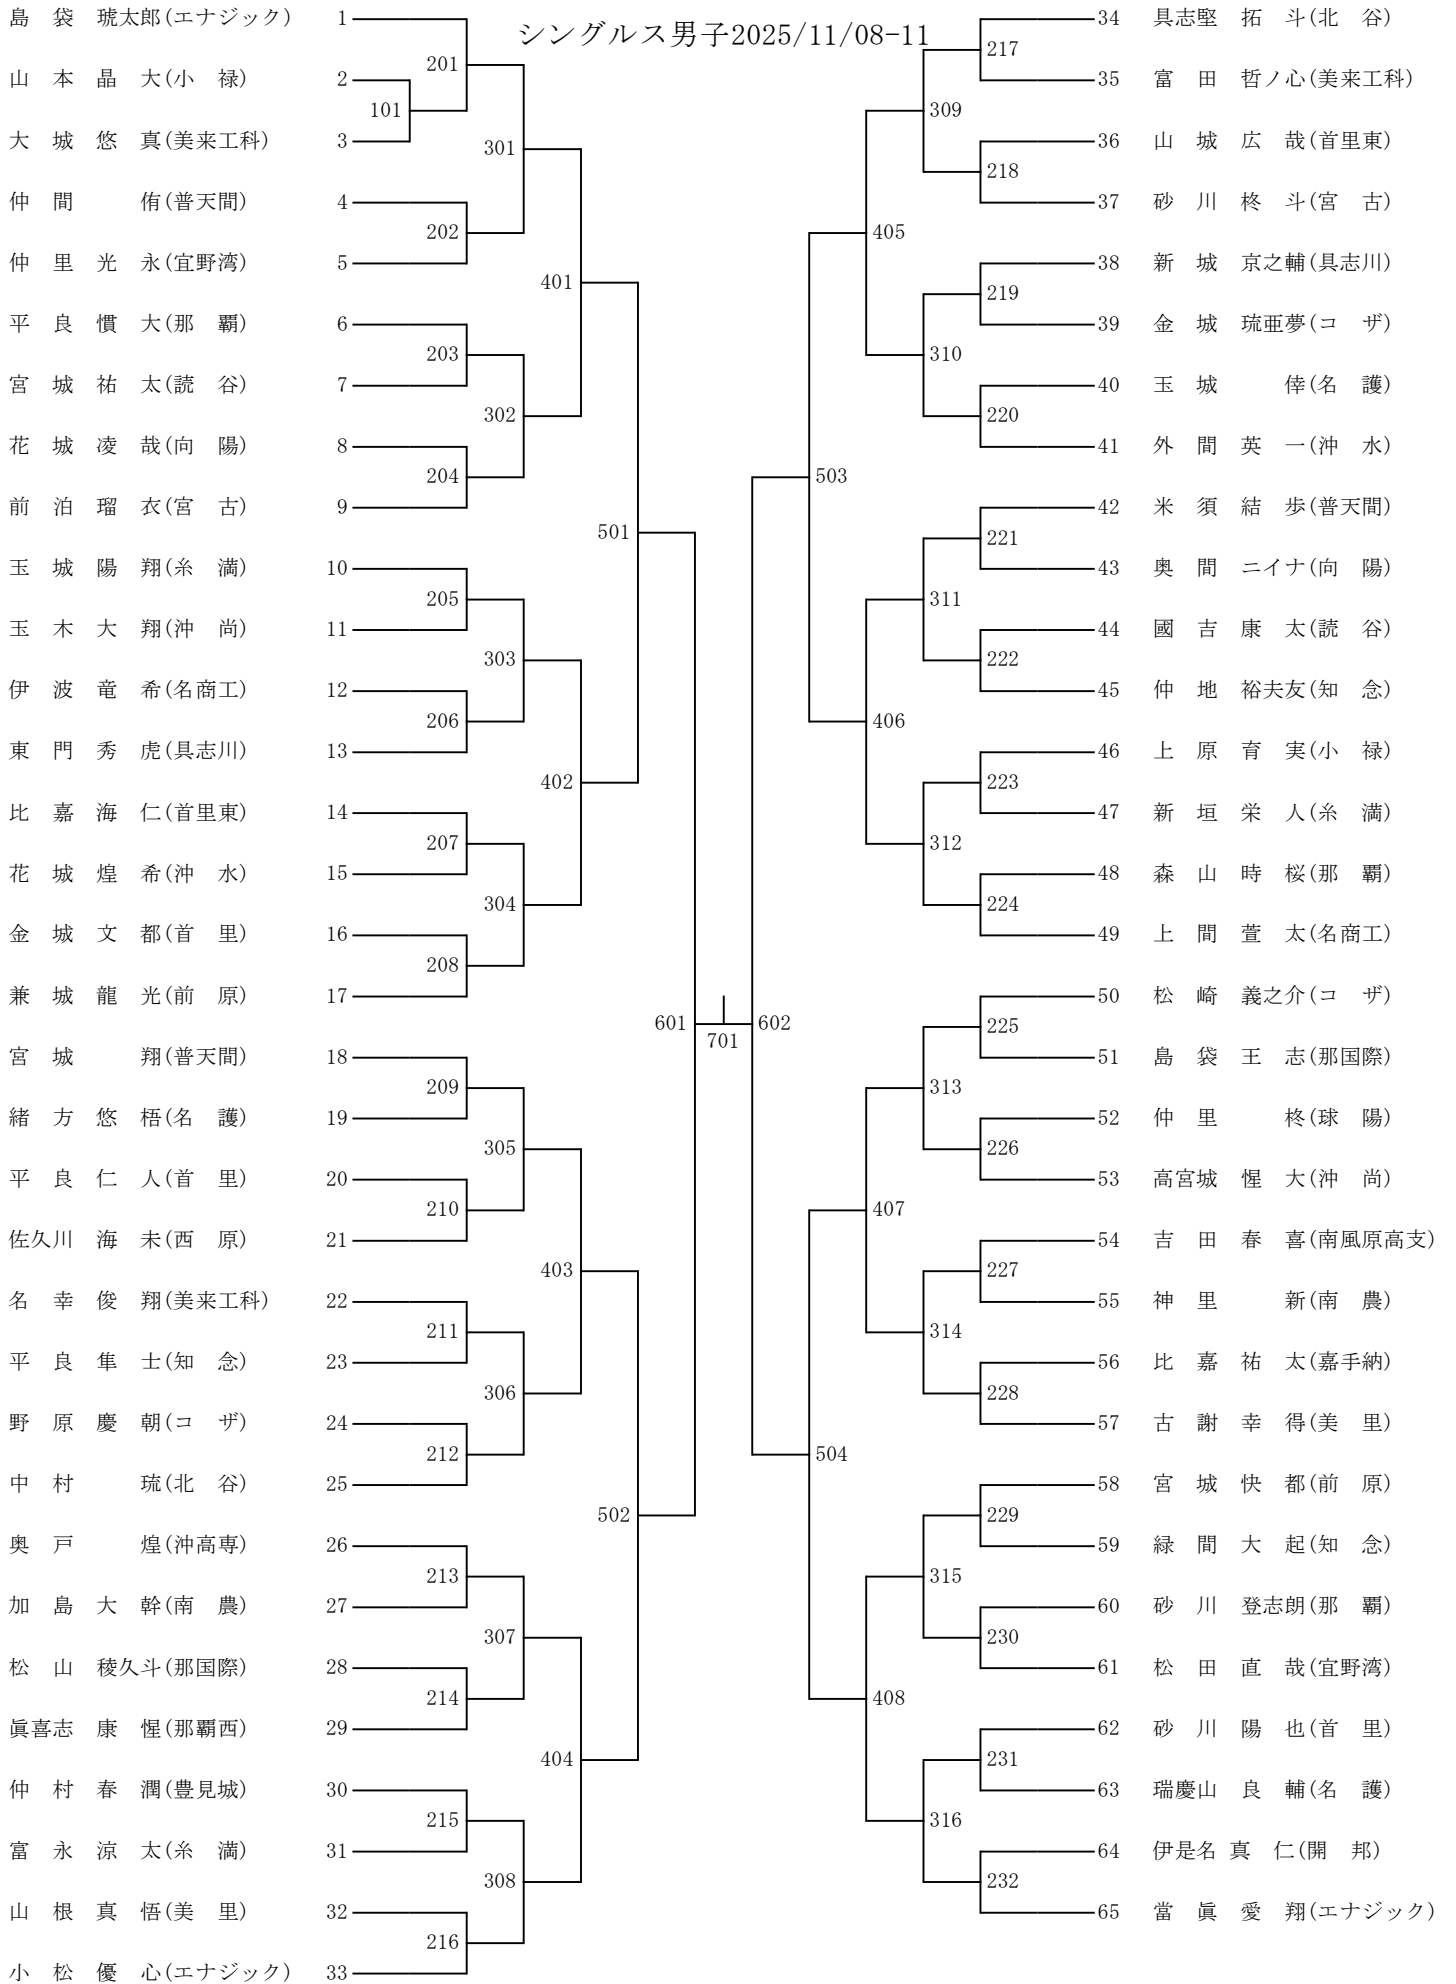 シングルス男子2025/11/08-11
島　袋　琥太郎(エナジック)　1
山　本　晶　大(小　禄)　2
大　城　悠　真(美来工科)　3
仲　間　　　侑(普天間)　4
仲　里　光　永(宜野湾)　5
平　良　慣　大(那　覇)　6
宮　城　祐　太(読　谷)　7
花　城　凌　哉(向　陽)　8
前　泊　瑠　衣(宮　古)　9
玉　城　陽　翔(糸　満)　10
玉　木　大　翔(沖　尚)　11
伊　波　竜　希(名商工)　12
東　門　秀　虎(具志川)　13
比　嘉　海　仁(首里東)　14
花　城　煌　希(沖　水)　15
金　城　文　都(首　里)　16
兼　城　龍　光(前　原)　17
宮　城　　　翔(普天間)　18
緒　方　悠　梧(名　護)　19
平　良　仁　人(首　里)　20
佐久川　海　未(西　原)　21
名　幸　俊　翔(美来工科)　22
平　良　隼　士(知　念)　23
野　原　慶　朝(コ　ザ)　24
中　村　　　琉(北　谷)　25
奥　戸　　　煌(沖高専)　26
加　島　大　幹(南　農)　27
松　山　稜久斗(那国際)　28
眞喜志　康　惺(那覇西)　29
仲　村　春　潤(豊見城)　30
富　永　涼　太(糸　満)　31
山　根　真　悟(美　里)　32
小　松　優　心(エナジック)　33
101
201
202
203
204
205
206
207
208
209
210
211
212
213
214
215
216
301
302
303
304
305
306
307
308
401
402
403
404
501
502
601
701
602
503
504
405
406
407
408
309
310
311
312
313
314
315
316
217
218
219
220
221
222
223
224
225
226
227
228
229
230
231
232
34　具志堅　拓　斗(北　谷)
35　富　田　哲ノ心(美来工科)
36　山　城　広　哉(首里東)
37　砂　川　柊　斗(宮　古)
38　新　城　京之輔(具志川)
39　金　城　琉亜夢(コ　ザ)
40　玉　城　　　倖(名　護)
41　外　間　英　一(沖　水)
42　米　須　結　歩(普天間)
43　奥　間　ニイナ(向　陽)
44　國　吉　康　太(読　谷)
45　仲　地　裕夫友(知　念)
46　上　原　育　実(小　禄)
47　新　垣　栄　人(糸　満)
48　森　山　時　桜(那　覇)
49　上　間　萱　太(名商工)
50　松　崎　義之介(コ　ザ)
51　島　袋　王　志(那国際)
52　仲　里　　　柊(球　陽)
53　高宮城　惺　大(沖　尚)
54　吉　田　春　喜(南風原高支)
55　神　里　　　新(南　農)
56　比　嘉　祐　太(嘉手納)
57　古　謝　幸　得(美　里)
58　宮　城　快　都(前　原)
59　緑　間　大　起(知　念)
60　砂　川　登志朗(那　覇)
61　松　田　直　哉(宜野湾)
62　砂　川　陽　也(首　里)
63　瑞慶山　良　輔(名　護)
64　伊是名　真　仁(開　邦)
65　當　眞　愛　翔(エナジック)